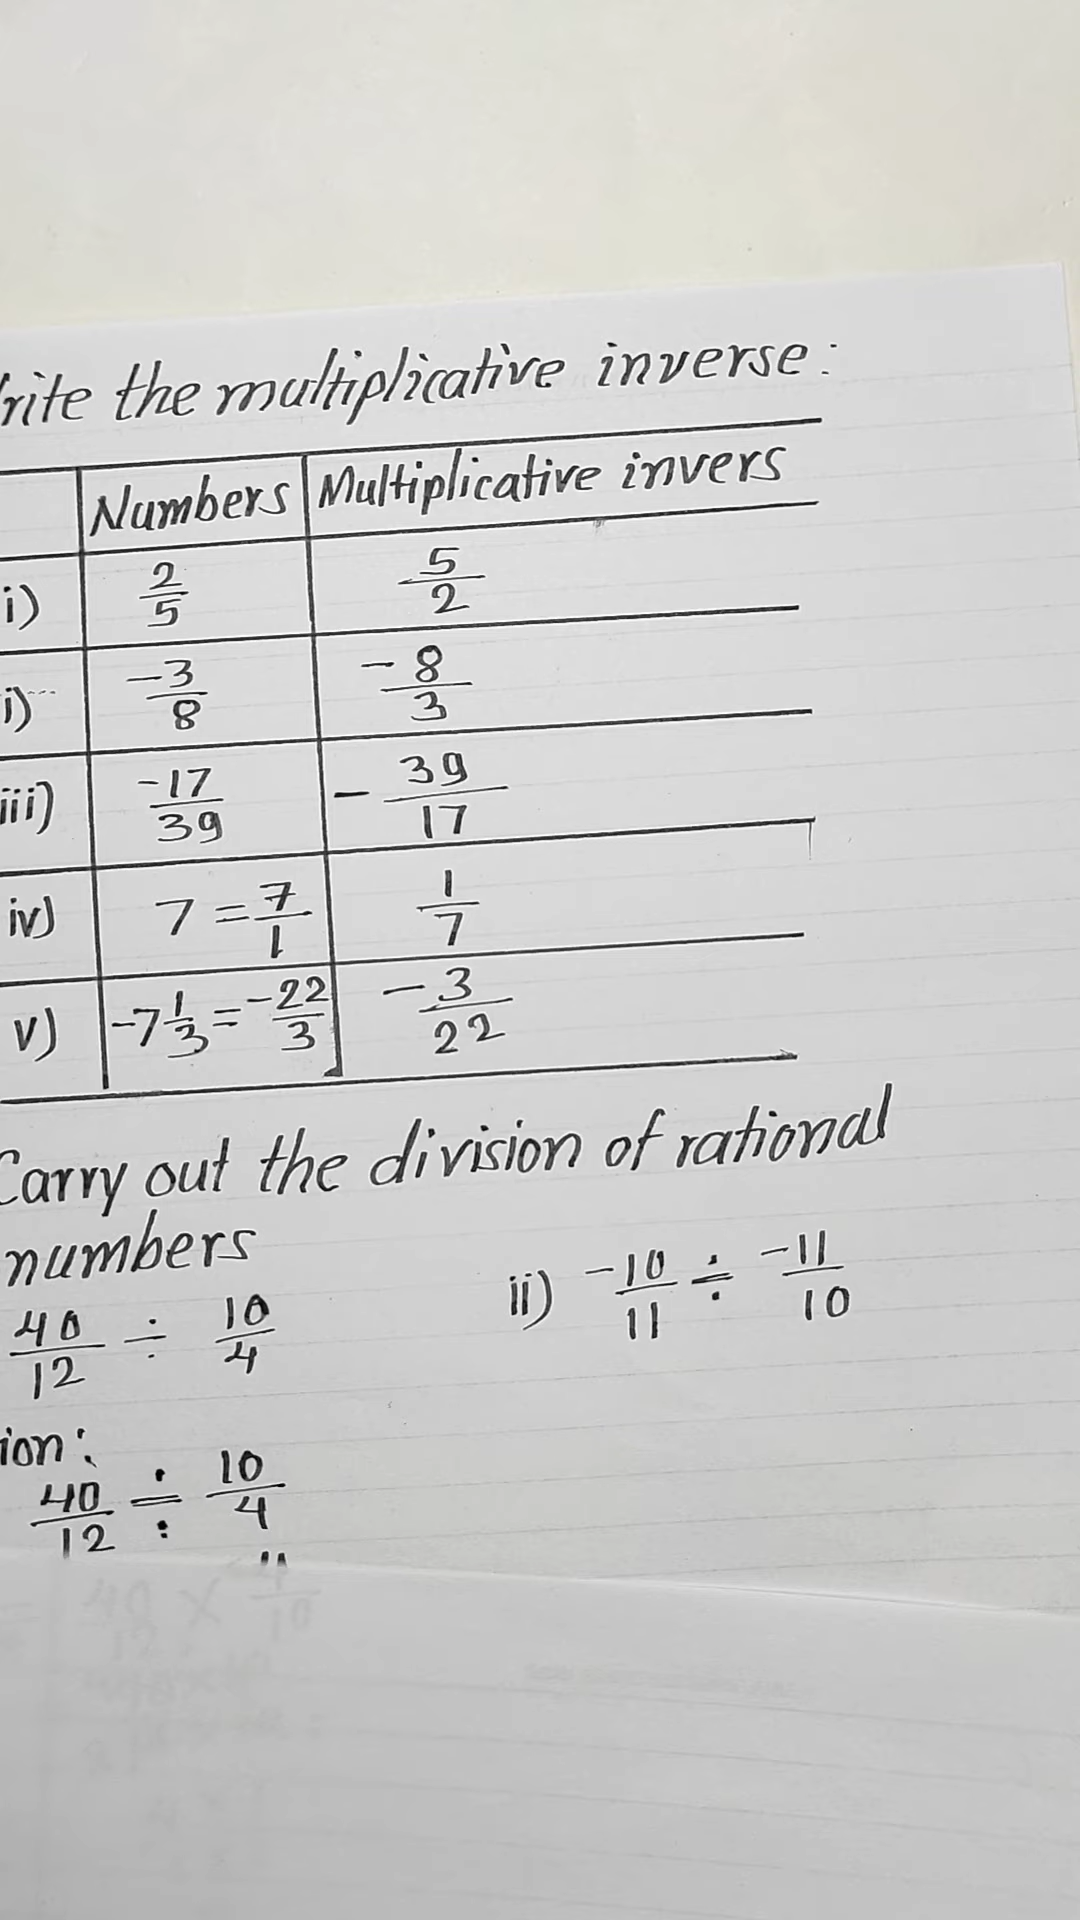 rite the multiplicative inverse:
Numbers Multiplicative invers
i) 2/5 5/2
i) -3/8 -8/3
iii) -17/39 -39/17
iv) 7 = 7/1 1/7
v) -7 1/3 = -22/3 -3/22
Carry out the division of rational
numbers
40/12 ÷ 10/4 ii) -10/11 ÷ -11/10
ion:
40/12 ÷ 10/4